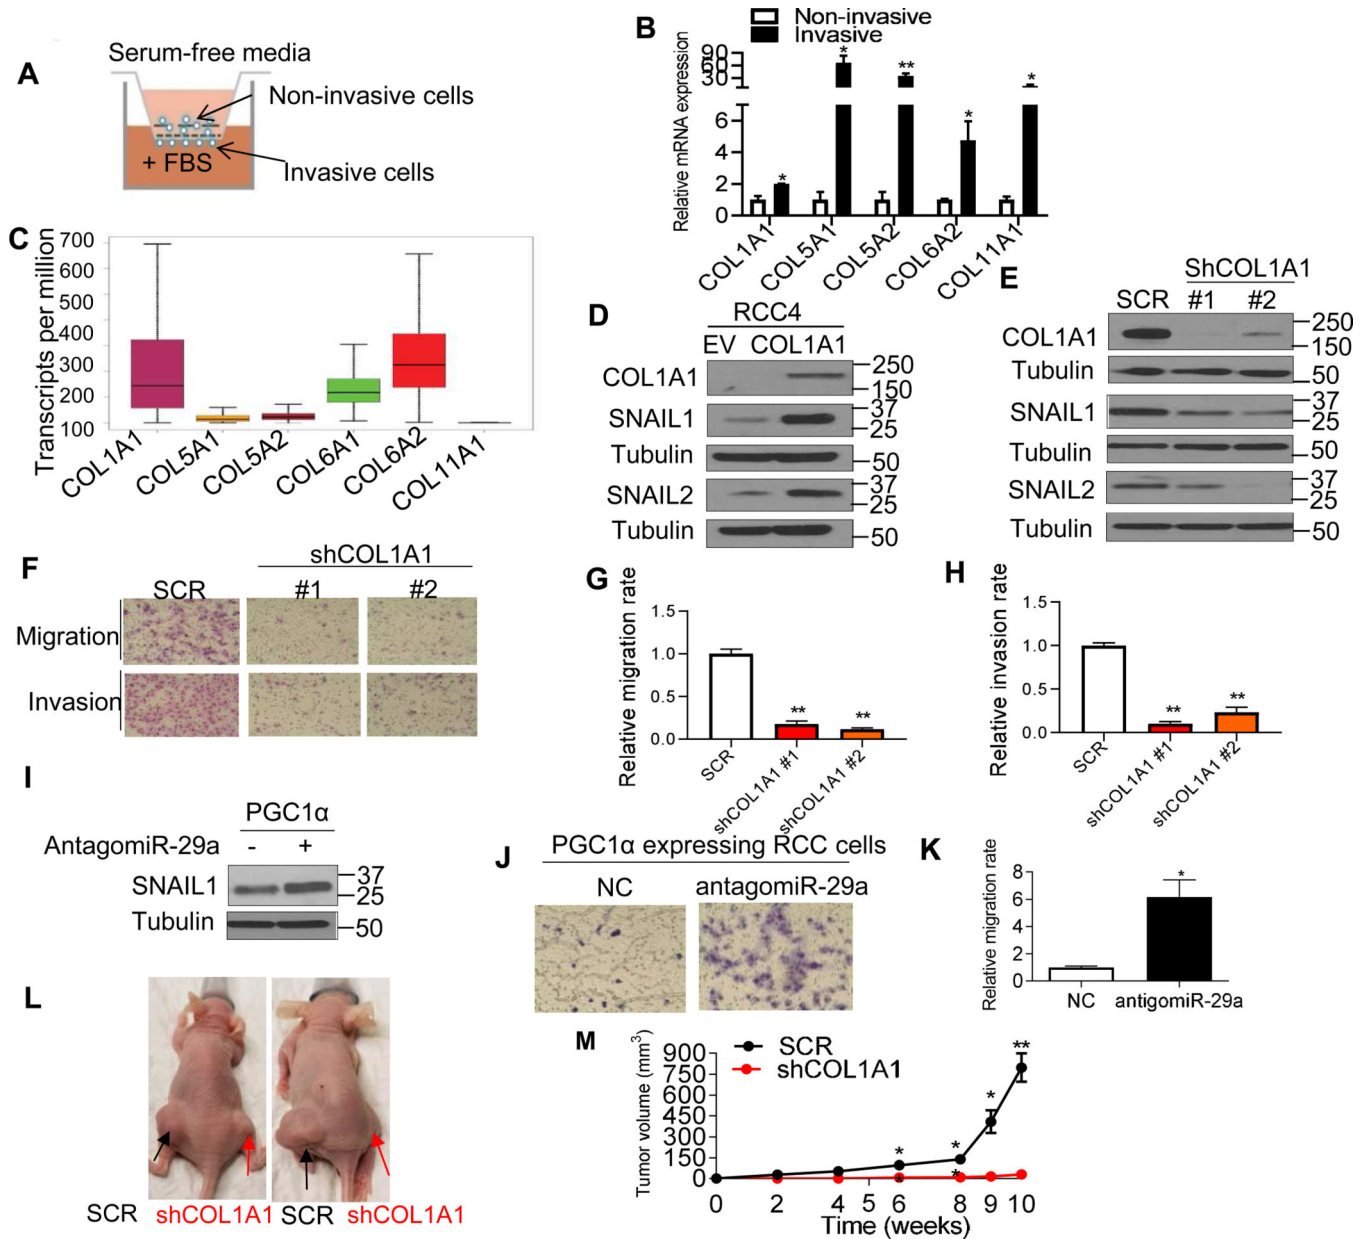 A
Serum-free media
Non-invasive cells
+ FBS
Invasive cells
B
Non-invasive
Invasive
Relative mRNA expression
90
60
30
6
4
2
0
*
*
**
*
*
COL1A1
COL5A1
COL5A2
COL6A2
COL11A1
C
Transcripts per million
700
600
500
400
300
200
100
COL1A1
COL5A1
COL5A2
COL6A1
COL6A2
COL11A1
D
RCC4
EV COL1A1
COL1A1
250
150
SNAIL1
37
25
Tubulin
50
SNAIL2
37
25
Tubulin
50
E
ShCOL1A1
SCR #1 #2
COL1A1
250
150
Tubulin
50
SNAIL1
37
25
Tubulin
50
SNAIL2
37
25
Tubulin
50
F
shCOL1A1
SCR #1 #2
Migration
Invasion
G
Relative migration rate
1.5
1.0
0.5
0.0
**
**
SCR
shCOL1A1 #1
shCOL1A1 #2
H
Relative invasion rate
1.5
1.0
0.5
0.0
**
**
SCR
shCOL1A1 #1
shCOL1A1 #2
I
PGC1α
AntagomiR-29a - +
SNAIL1
37
25
Tubulin
50
J
PGC1α expressing RCC cells
NC antagomiR-29a
K
Relative migration rate
8
6
4
2
0
*
NC antigomiR-29a
L
SCR shCOL1A1 SCR shCOL1A1
M
SCR
shCOL1A1
Tumor volume (mm³)
900
750
600
450
300
150
0
*
*
*
*
*
**
0 2 4 5 6 8 9 10
Time (weeks)